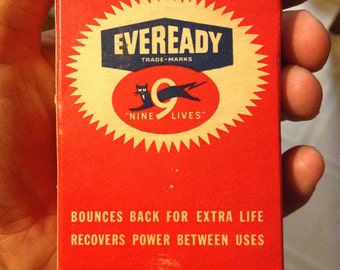 EVEREADY
TRADE-MARKS
9
"NINE LIVES"
BOUNCES BACK FOR EXTRA LIFE
RECOVERS POWER BETWEEN USES